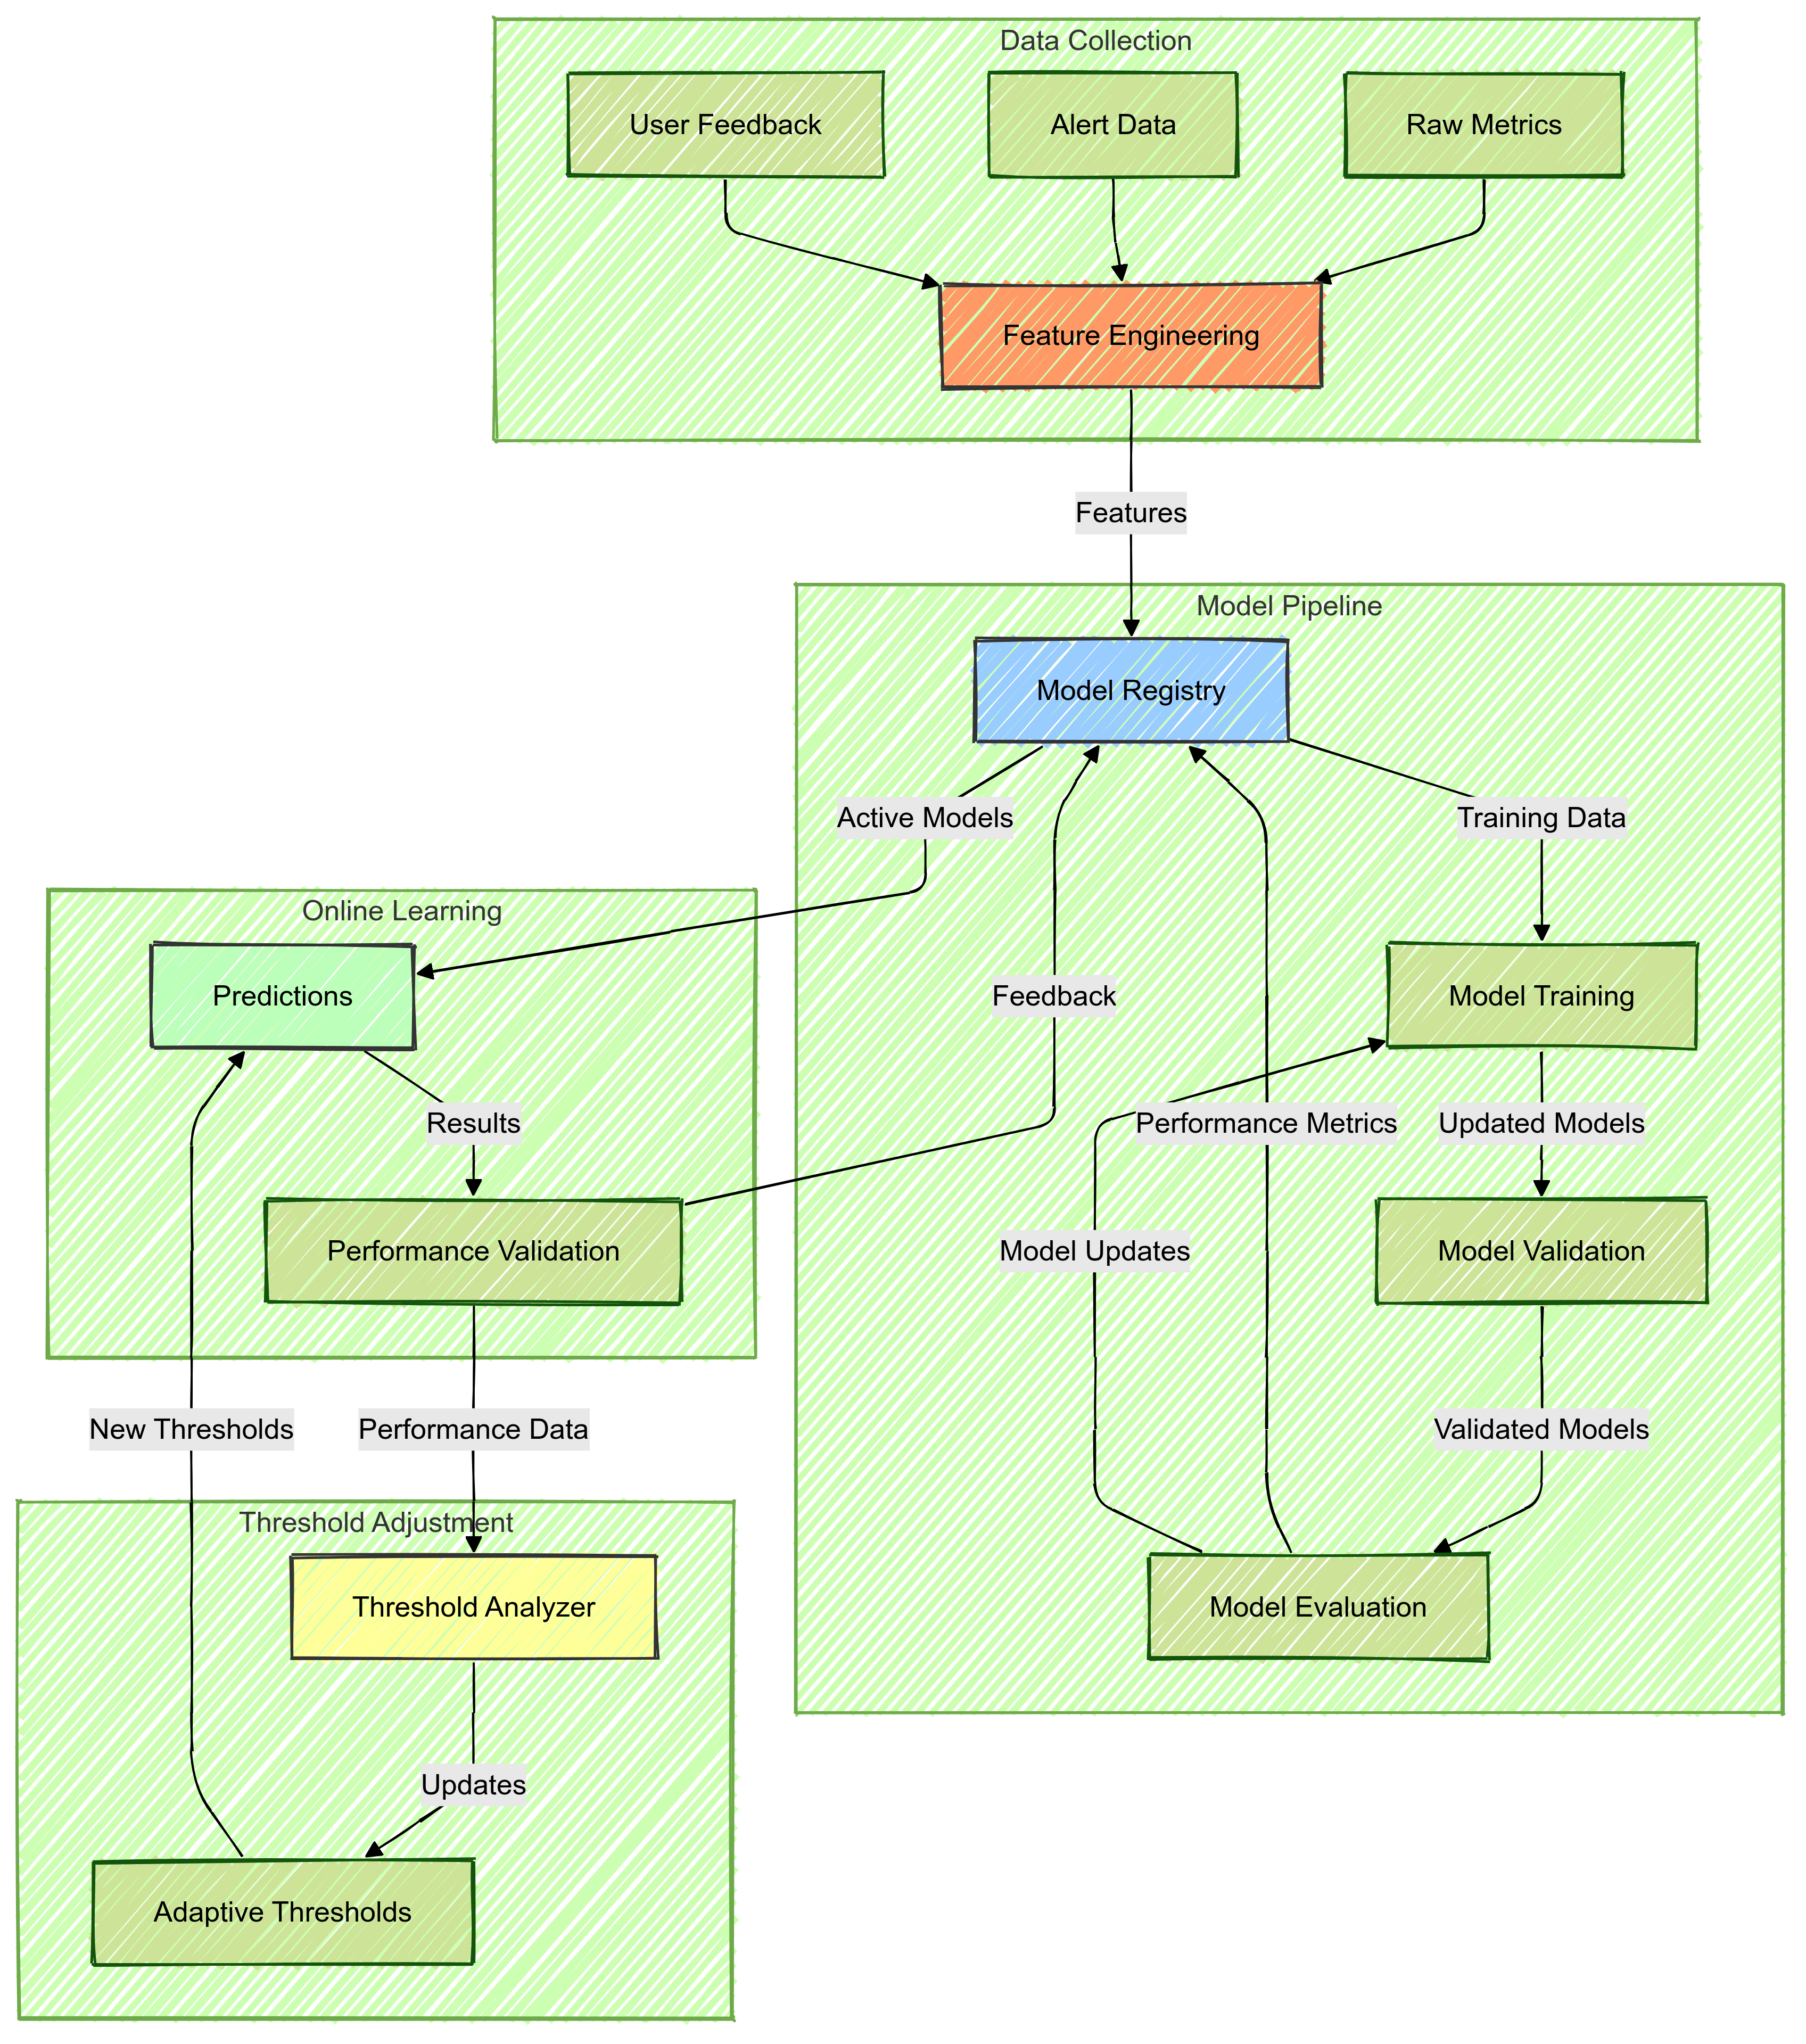 Data Collection
User Feedback
Alert Data
Raw Metrics
Feature Engineering
Features
Model Pipeline
Model Registry
Active Models
Training Data
Online Learning
Predictions
Feedback
Model Training
Results
Performance Metrics
Updated Models
Performance Validation
Model Updates
Model Validation
New Thresholds
Performance Data
Validated Models
Threshold Adjustment
Threshold Analyzer
Model Evaluation
Updates
Adaptive Thresholds